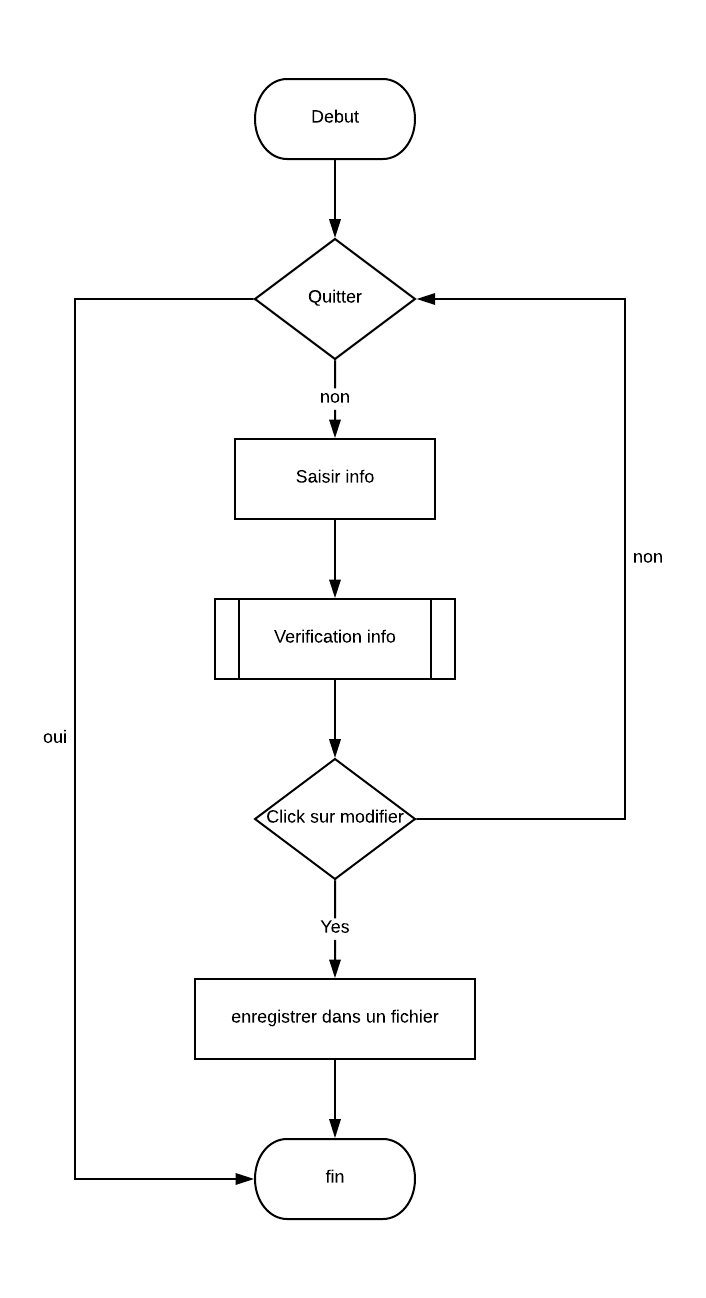 Debut
Quitter
non
Saisir info
non
Verification info
oui
Click sur modifier
Yes
enregistrer dans un fichier
fin